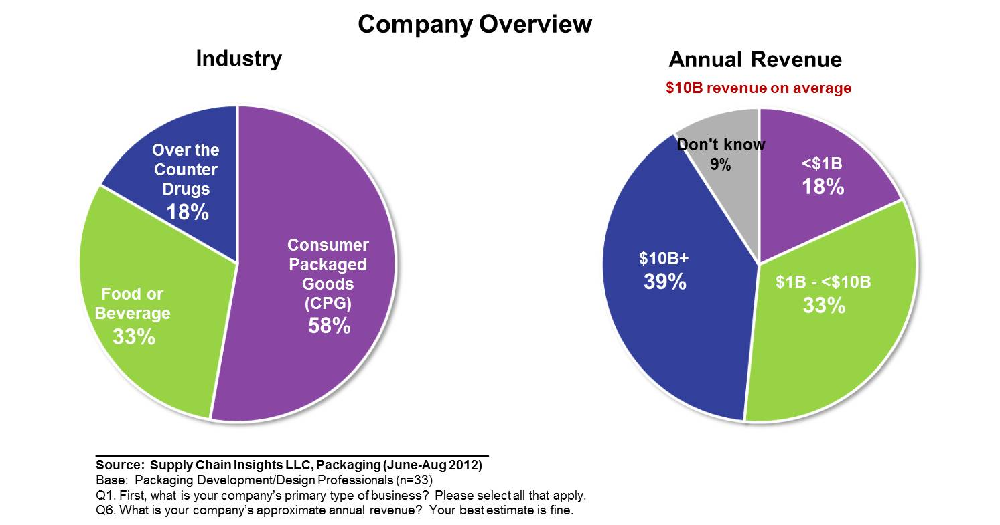 Company Overview
Industry
Annual Revenue
$10B revenue on average
Over the
Counter
Drugs
18%
Consumer
Packaged
Goods
(CPG)
58%
Food or
Beverage
33%
Don't know
9%
<$1B
18%
$10B+
39%
$1B - <$10B
33%
Source: Supply Chain Insights LLC, Packaging (June-Aug 2012)
Base: Packaging Development/Design Professionals (n=33)
Q1. First, what is your company’s primary type of business? Please select all that apply.
Q6. What is your company’s approximate annual revenue? Your best estimate is fine.